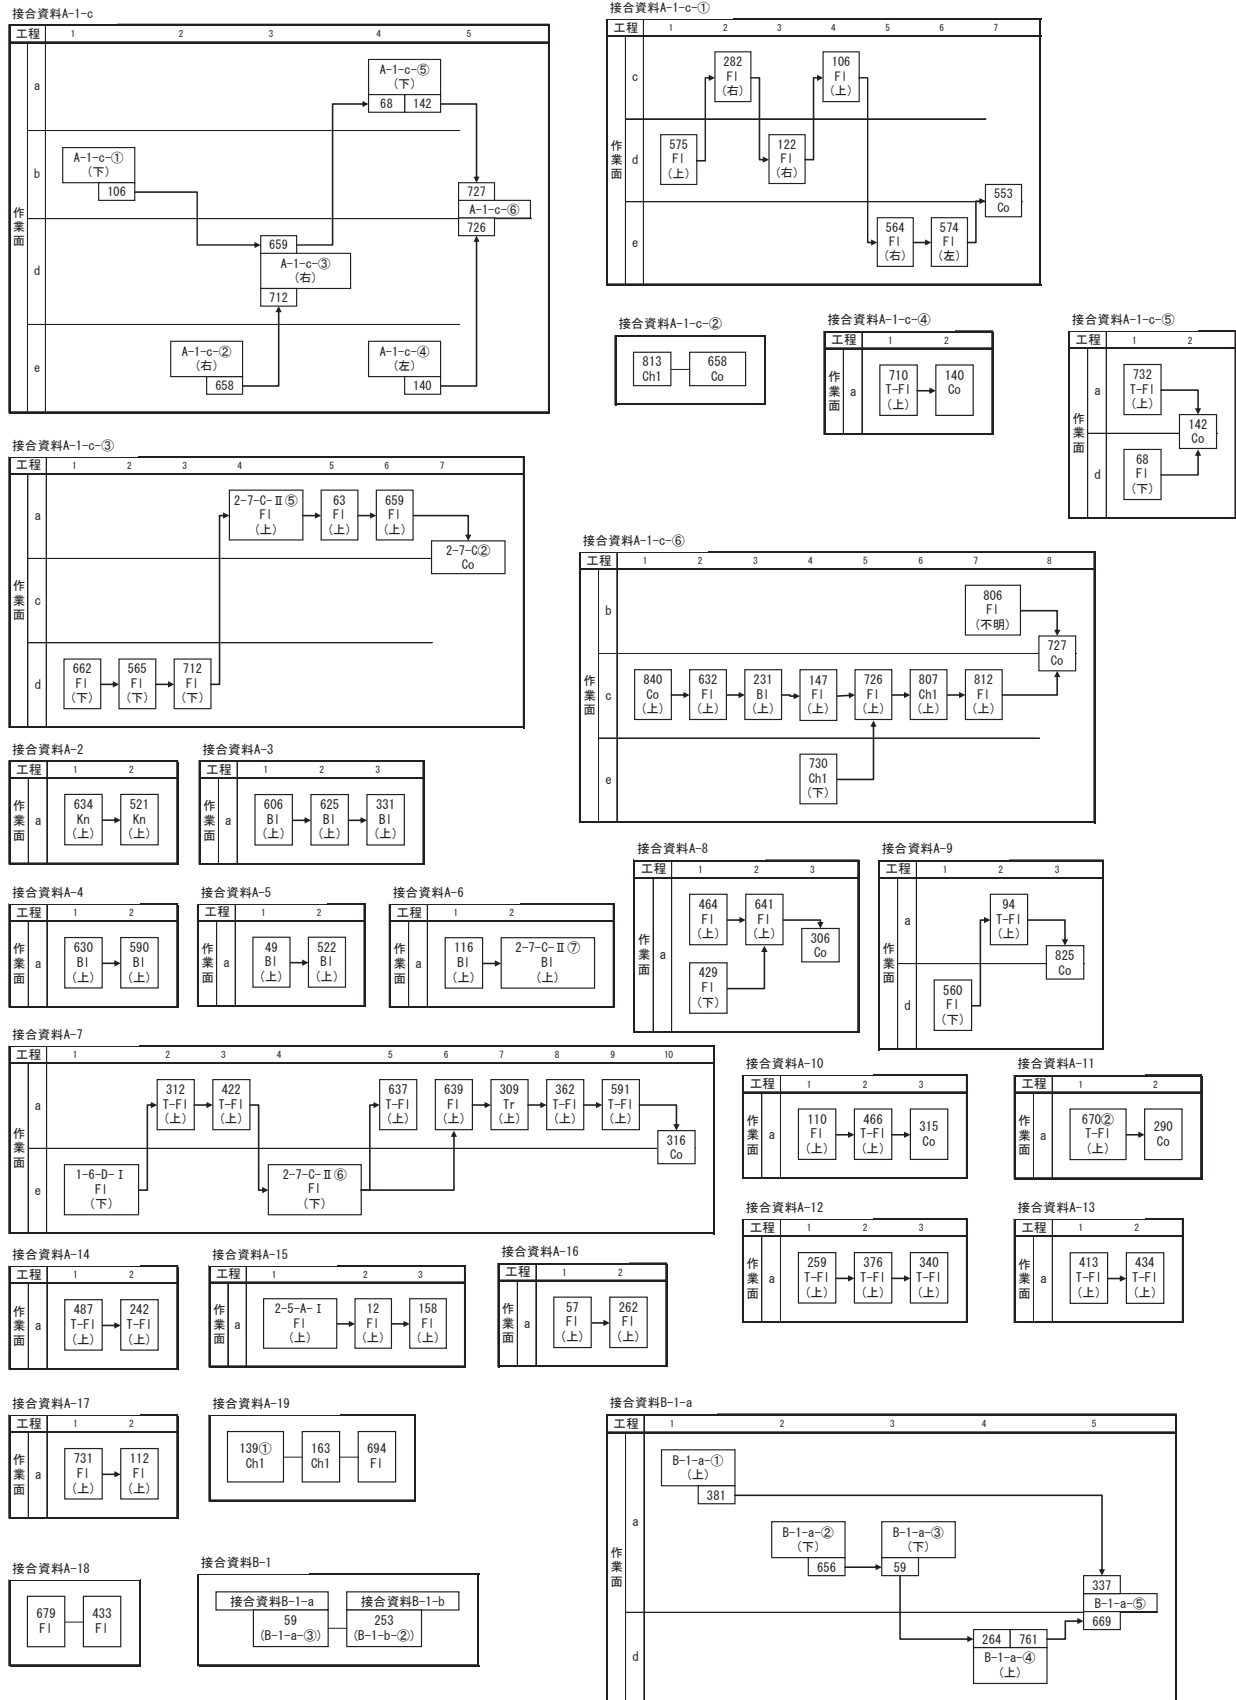 接合資料A-1-c
工程 1 2 3 4 5
作業面
a
b
d
e
A-1-c-⑤
(下)
68 142
A-1-c-①
(下)
106
727
A-1-c-⑥
726
659
A-1-c-③
(右)
712
A-1-c-②
(右)
658
A-1-c-④
(左)
140
接合資料A-1-c-①
工程 1 2 3 4 5 6 7
作業面
c
d
e
282
Fl
(右)
106
Fl
(上)
575
Fl
(上)
122
Fl
(右)
553
Co
564
Fl
(右)
574
Fl
(左)
接合資料A-1-c-②
813
Ch1
658
Co
接合資料A-1-c-④
工程 1 2
作業面
a
710
T-Fl
(上)
140
Co
接合資料A-1-c-⑤
工程 1 2
作業面
a
d
732
T-Fl
(上)
142
Co
68
Fl
(下)
接合資料A-1-c-③
工程 1 2 3 4 5 6 7
作業面
a
c
d
2-7-C-Ⅱ⑤
Fl
(上)
63
Fl
(上)
659
Fl
(上)
2-7-C②
Co
662
Fl
(下)
565
Fl
(下)
712
Fl
(下)
接合資料A-1-c-⑥
工程 1 2 3 4 5 6 7 8
作業面
b
c
e
806
Fl
(不明)
727
Co
840
Co
(上)
632
Fl
(上)
231
Bl
(上)
147
Fl
(上)
726
Fl
(上)
807
Ch1
(上)
812
Fl
(上)
730
Ch1
(下)
接合資料A-2
工程 1 2
作業面
a
634
Kn
(上)
521
Kn
(上)
接合資料A-3
工程 1 2 3
作業面
a
606
Bl
(上)
625
Bl
(上)
331
Bl
(上)
接合資料A-4
工程 1 2
作業面
a
630
Bl
(上)
590
Bl
(上)
接合資料A-5
工程 1 2
作業面
a
49
Bl
(上)
522
Bl
(上)
接合資料A-6
工程 1 2
作業面
a
116
Bl
(上)
2-7-C-Ⅱ⑦
Bl
(上)
接合資料A-8
工程 1 2 3
作業面
a
464
Fl
(上)
641
Fl
(上)
306
Co
429
Fl
(下)
接合資料A-9
工程 1 2 3
作業面
a
d
94
T-Fl
(上)
825
Co
560
Fl
(下)
接合資料A-7
工程 1 2 3 4 5 6 7 8 9 10
作業面
a
e
312
T-Fl
(上)
422
T-Fl
(上)
637
T-Fl
(上)
639
Fl
(上)
309
Tr
(上)
362
T-Fl
(上)
591
T-Fl
(上)
316
Co
1-6-D-Ⅰ
Fl
(下)
2-7-C-Ⅱ⑥
Fl
(下)
接合資料A-10
工程 1 2 3
作業面
a
110
Fl
(上)
466
T-Fl
(上)
315
Co
接合資料A-11
工程 1 2
作業面
a
670②
T-Fl
(上)
290
Co
接合資料A-12
工程 1 2 3
作業面
a
259
T-Fl
(上)
376
T-Fl
(上)
340
T-Fl
(上)
接合資料A-13
工程 1 2
作業面
a
413
T-Fl
(上)
434
T-Fl
(上)
接合資料A-14
工程 1 2
作業面
a
487
T-Fl
(上)
242
T-Fl
(上)
接合資料A-15
工程 1 2 3
作業面
a
2-5-A-Ⅰ
Fl
(上)
12
Fl
(上)
158
Fl
(上)
接合資料A-16
工程 1 2
作業面
a
57
Fl
(上)
262
Fl
(上)
接合資料A-17
工程 1 2
作業面
a
731
Fl
(上)
112
Fl
(上)
接合資料A-19
139①
Ch1
163
Ch1
694
Fl
接合資料A-18
679
Fl
433
Fl
接合資料B-1
接合資料B-1-a
59
(B-1-a-③)
接合資料B-1-b
253
(B-1-b-②)
接合資料B-1-a
工程 1 2 3 4 5
作業面
a
d
B-1-a-①
(上)
381
B-1-a-②
(下)
656
B-1-a-③
(下)
59
337
B-1-a-⑤
669
264 761
B-1-a-④
(上)